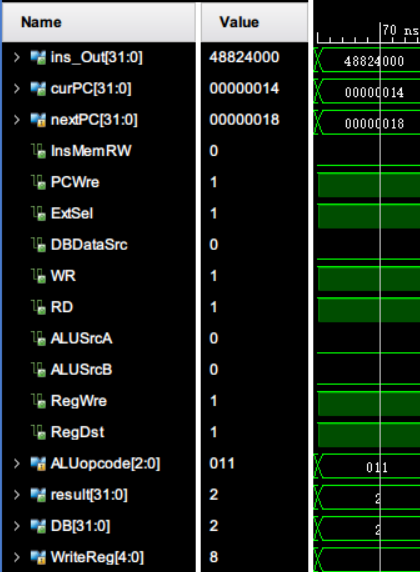 Name Value 70 ns
ins_Out[31:0] 48824000 48824000
curPC[31:0] 00000014 00000014
nextPC[31:0] 00000018 00000018
InsMemRW 0
PCWre 1
ExtSel 1
DBDataSrc 0
WR 1
RD 1
ALUSrcA 0
ALUSrcB 0
RegWre 1
RegDst 1
ALUopcode[2:0] 011 011
result[31:0] 2 2
DB[31:0] 2 2
WriteReg[4:0] 8